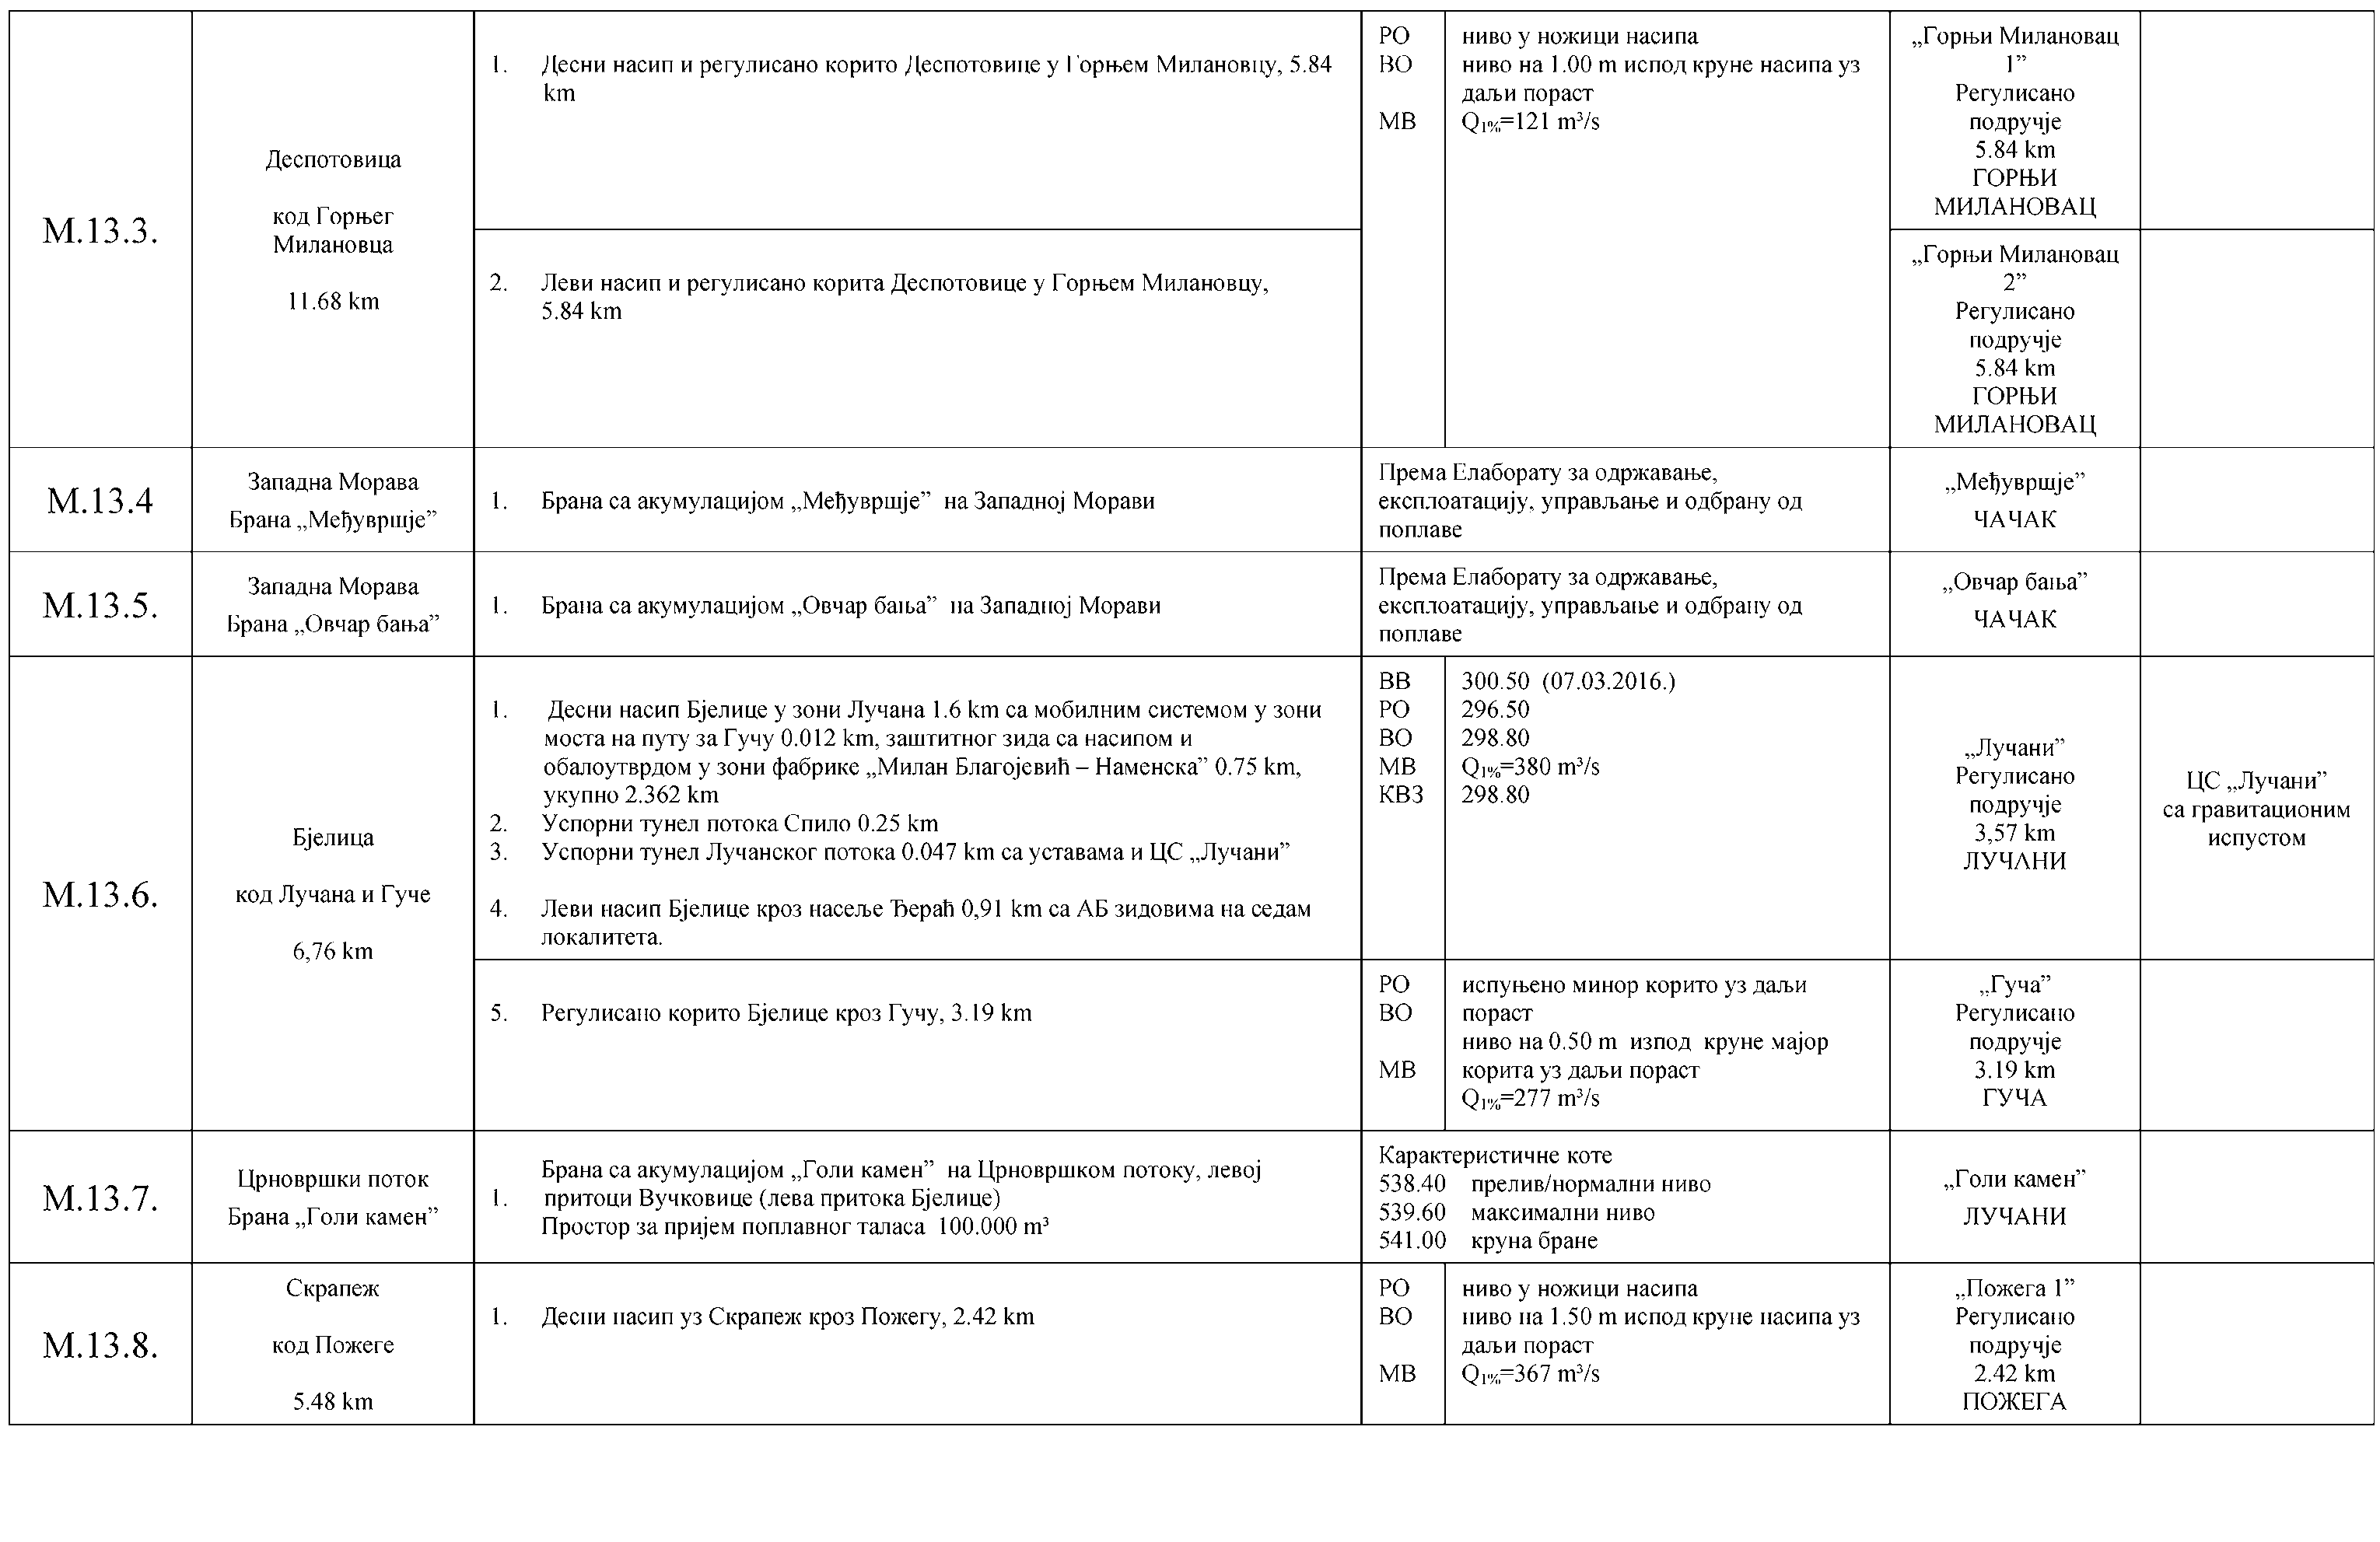 М.13.3.
Деспотовица
код Горњег
Милановца
11.68 km
1. Десни насип и регулисано корито Деспотовице у Горњем Милановцу, 5.84
km
2. Леви насип и регулисано корита Деспотовице у Горњем Милановцу,
5.84 km
РО ниво у ножици насипа
ВО ниво на 1.00 m испод круне насипа уз
даљи пораст
МВ Q1%=121 m³/s
„Горњи Милановац
1”
Регулисано
подручје
5.84 km
ГОРЊИ
МИЛАНОВАЦ
„Горњи Милановац
2”
Регулисано
подручје
5.84 km
ГОРЊИ
МИЛАНОВАЦ
М.13.4
Западна Морава
Брана „Међувршје”
1. Брана са акумулацијом „Међувршје” на Западној Морави
Према Елаборату за одржавање,
експлоатацију, управљање и одбрану од
поплаве
„Међувршје”
ЧАЧАК
М.13.5.
Западна Морава
Брана „Овчар бања”
1. Брана са акумулацијом „Овчар бања” на Западној Морави
Према Елаборату за одржавање,
експлоатацију, управљање и одбрану од
поплаве
„Овчар бања”
ЧАЧАК
М.13.6.
Бјелица
код Лучана и Гуче
6,76 km
1. Десни насип Бјелице у зони Лучана 1.6 km са мобилним системом у зони
моста на путу за Гучу 0.012 km, заштитног зида са насипом и
обалоутврдом у зони фабрике „Милан Благојевић – Наменска” 0.75 km,
укупно 2.362 km
2. Успорни тунел потока Спило 0.25 km
3. Успорни тунел Лучанског потока 0.047 km са уставама и ЦС „Лучани”
4. Леви насип Бјелице кроз насеље Ђераћ 0,91 km са АБ зидовима на седам
локалитета.
ВВ 300.50 (07.03.2016.)
РО 296.50
ВО 298.80
МВ Q1%=380 m³/s
КВЗ 298.80
„Лучани”
Регулисано
подручје
3,57 km
ЛУЧАНИ
ЦС „Лучани”
са гравитационим
испустом
5. Регулисано корито Бјелице кроз Гучу, 3.19 km
РО испуњено минор корито уз даљи
ВО пораст
ниво на 0.50 m изпод круне мајор
МВ корита уз даљи пораст
Q1%=277 m³/s
„Гуча”
Регулисано
подручје
3.19 km
ГУЧА
М.13.7.
Црновршки поток
Брана „Голи камен”
Брана са акумулацијом „Голи камен” на Црновршком потоку, левој
1. притоци Вучковице (лева притока Бјелице)
Простор за пријем поплавног таласа 100.000 m³
Карактеристичне коте
538.40 прелив/нормални ниво
539.60 максимални ниво
541.00 круна бране
„Голи камен”
ЛУЧАНИ
М.13.8.
Скрапеж
код Пожеге
5.48 km
1. Десни насип уз Скрапеж кроз Пожегу, 2.42 km
РО ниво у ножици насипа
ВО ниво на 1.50 m испод круне насипа уз
даљи пораст
МВ Q1%=367 m³/s
„Пожега 1”
Регулисано
подручје
2.42 km
ПОЖЕГА